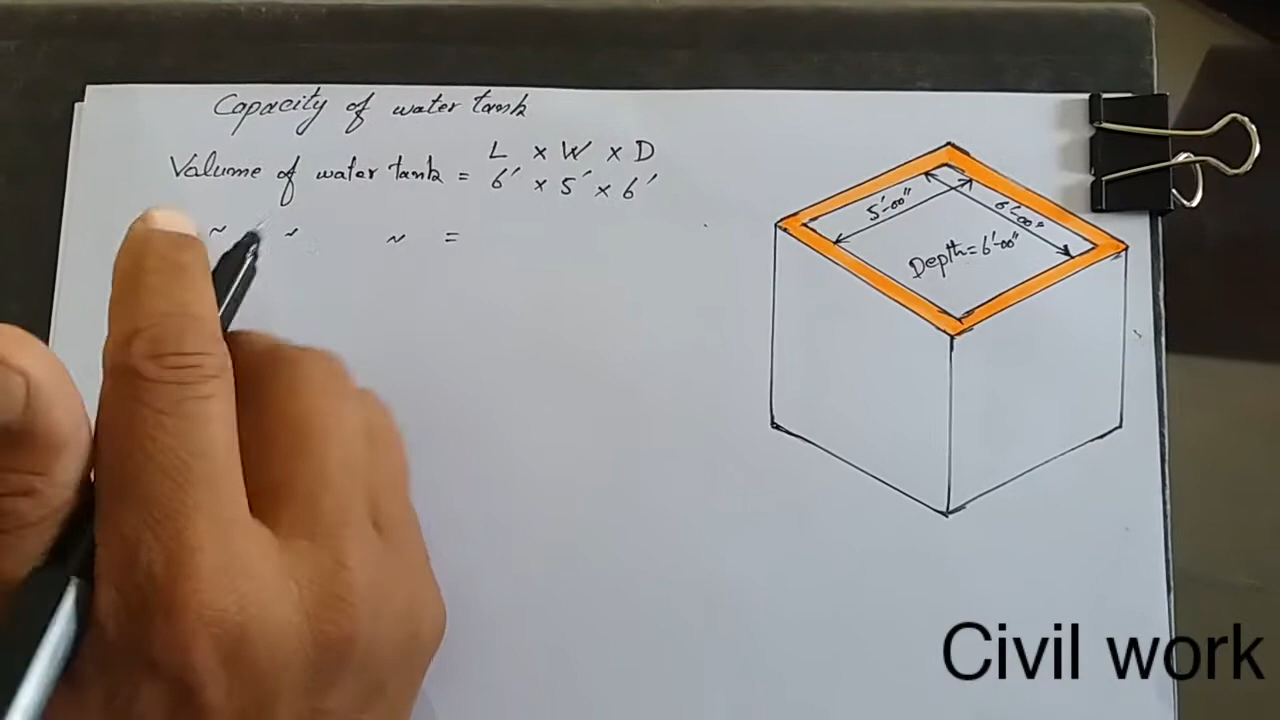 Capacity of water tank
L x W x D
Valume of water tank = 6' x 5' x 6'
~ ~ ~ =
5'-00"
6'-00"
Depth=6'-00"
Civil work